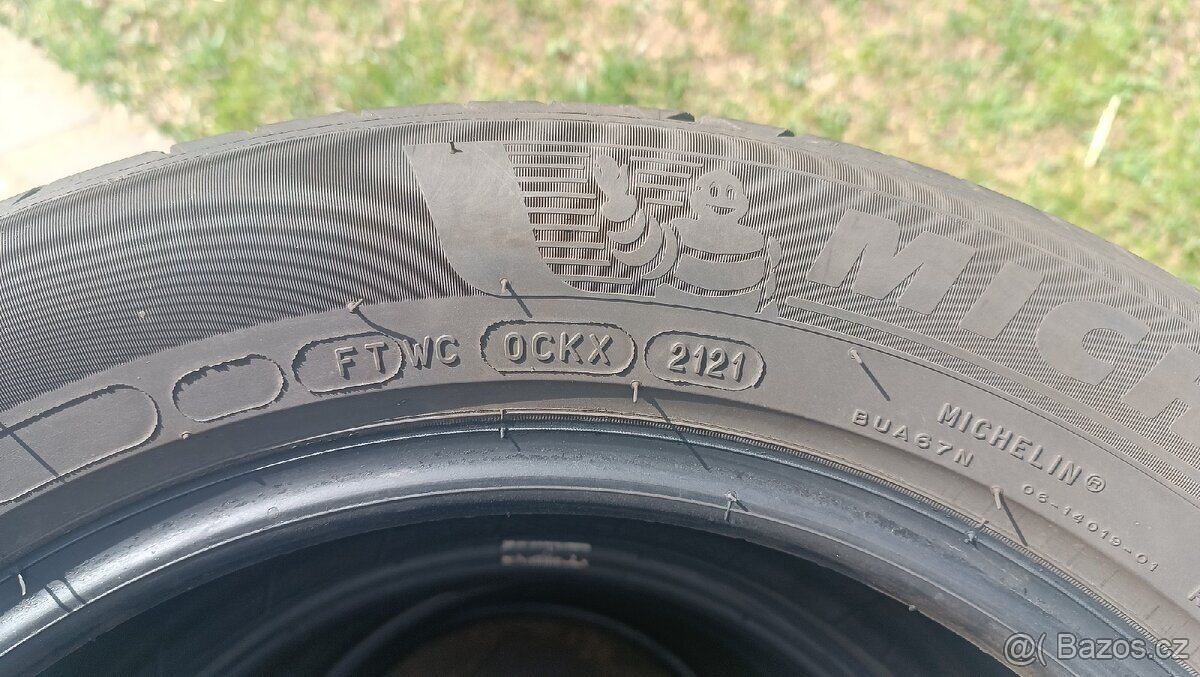 MICH
FT WC 0CKX 2121
MICHELIN®
BUA67N
06-14019-01
@( Bazos.cz